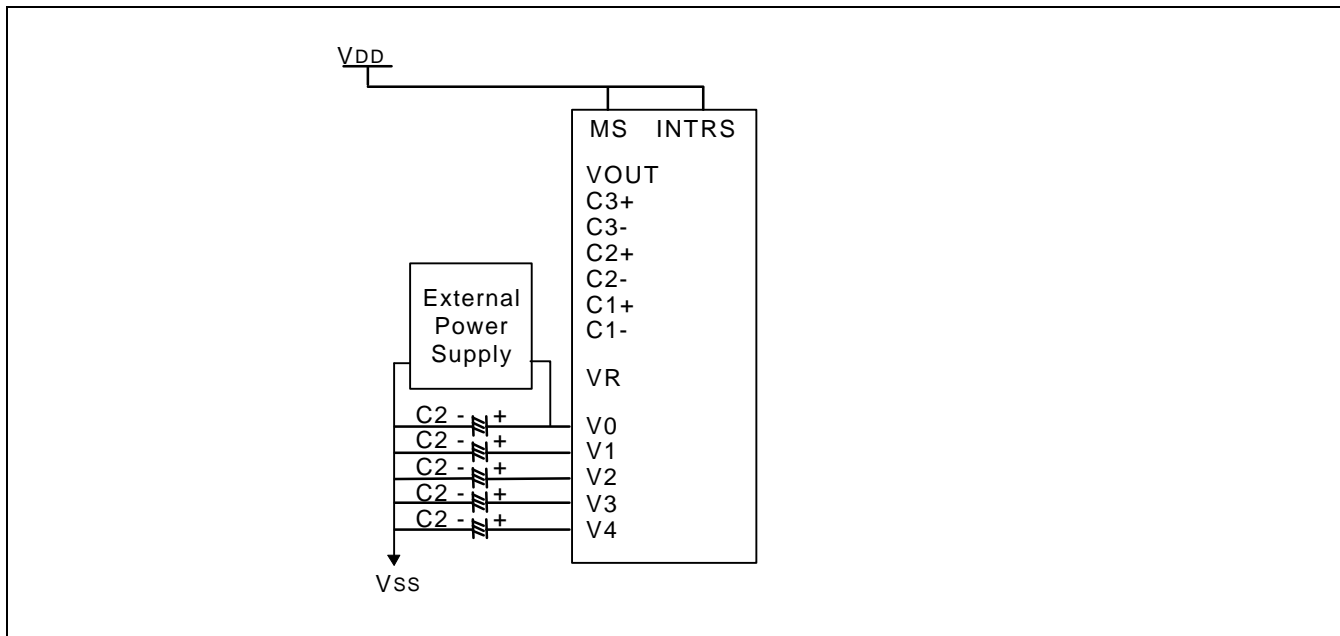 VDD
MS INTRS
VOUT
C3+
C3-
C2+
C2-
C1+
C1-
VR
V0
V1
V2
V3
V4
External
Power
Supply
C2 - +
C2 - +
C2 - +
C2 - +
C2 - +
VSS